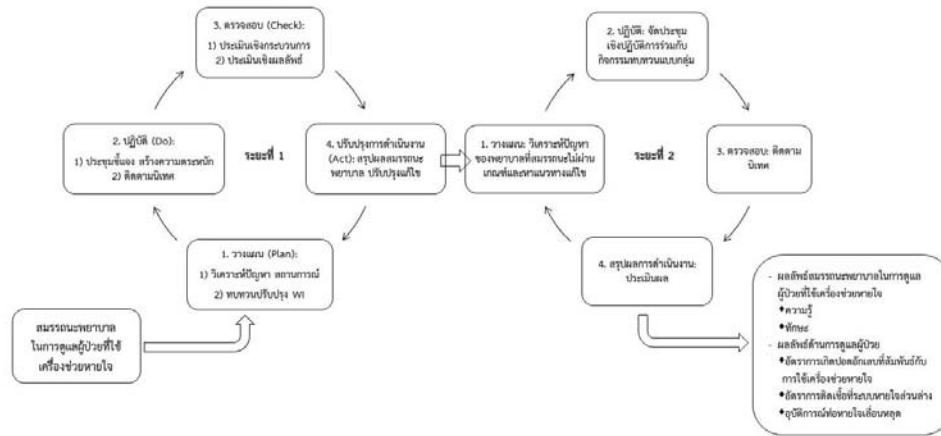 สมรรถนะพยาบาล
ในการดูแลผู้ป่วยที่ใช้
เครื่องช่วยหายใจ
ระยะที่ 1
1. วางแผน (Plan):
1) วิเคราะห์ปัญหา สถานการณ์
2) ทบทวนปรับปรุง WI
2. ปฏิบัติ (Do):
1) ประชุมชี้แจง สร้างความตระหนัก
2) ติดตามนิเทศ
3. ตรวจสอบ (Check):
1) ประเมินเชิงกระบวนการ
2) ประเมินเชิงผลลัพธ์
4. ปรับปรุงการดำเนินงาน
(Act): สรุปผลสมรรถนะ
พยาบาล ปรับปรุงแก้ไข
ระยะที่ 2
1. วางแผน: วิเคราะห์ปัญหา
ของพยาบาลที่สมรรถนะไม่ผ่าน
เกณฑ์และหาแนวทางแก้ไข
2. ปฏิบัติ: จัดประชุม
เชิงปฏิบัติการร่วมกับ
กิจกรรมทบทวนแบบกลุ่ม
3. ตรวจสอบ: ติดตาม
นิเทศ
4. สรุปผลการดำเนินงาน:
ประเมินผล
- ผลลัพธ์สมรรถนะพยาบาลในการดูแล
ผู้ป่วยที่ใช้เครื่องช่วยหายใจ
♦ความรู้
♦ทักษะ
- ผลลัพธ์ด้านการดูแลผู้ป่วย
♦อัตราการเกิดปอดอักเสบที่สัมพันธ์กับ
การใช้เครื่องช่วยหายใจ
♦อัตราการติดเชื้อที่ระบบหายใจส่วนล่าง
♦อุบัติการณ์ท่อหายใจเลื่อนหลุด